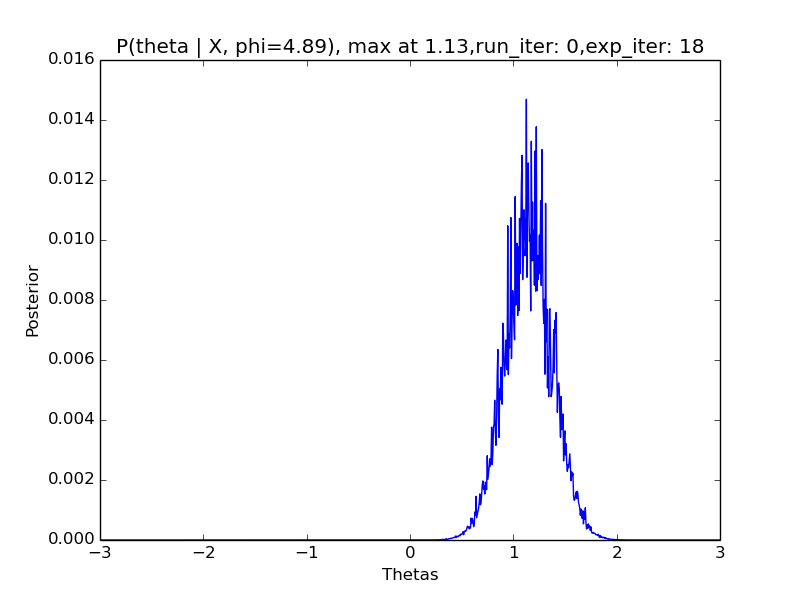 P(theta | X, phi=4.89), max at 1.13,run_iter: 0,exp_iter: 18
0.016
0.014
0.012
0.010
0.008
0.006
0.004
0.002
0.000
Posterior
−3 −2 −1 0 1 2 3
Thetas